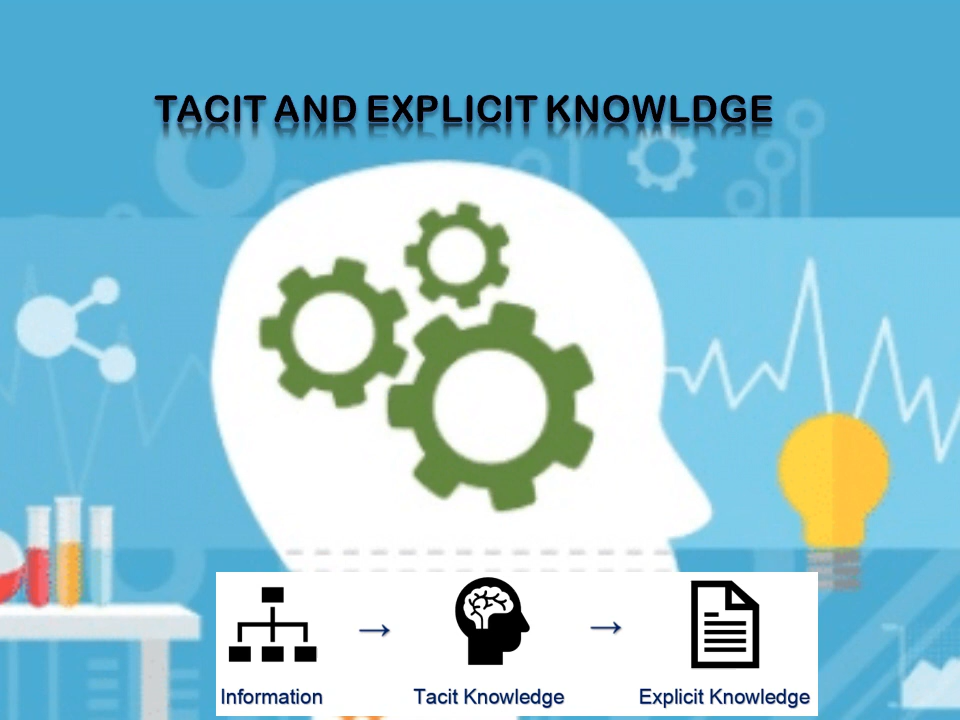 TACIT AND EXPLICIT KNOWLDGE
Information → Tacit Knowledge → Explicit Knowledge